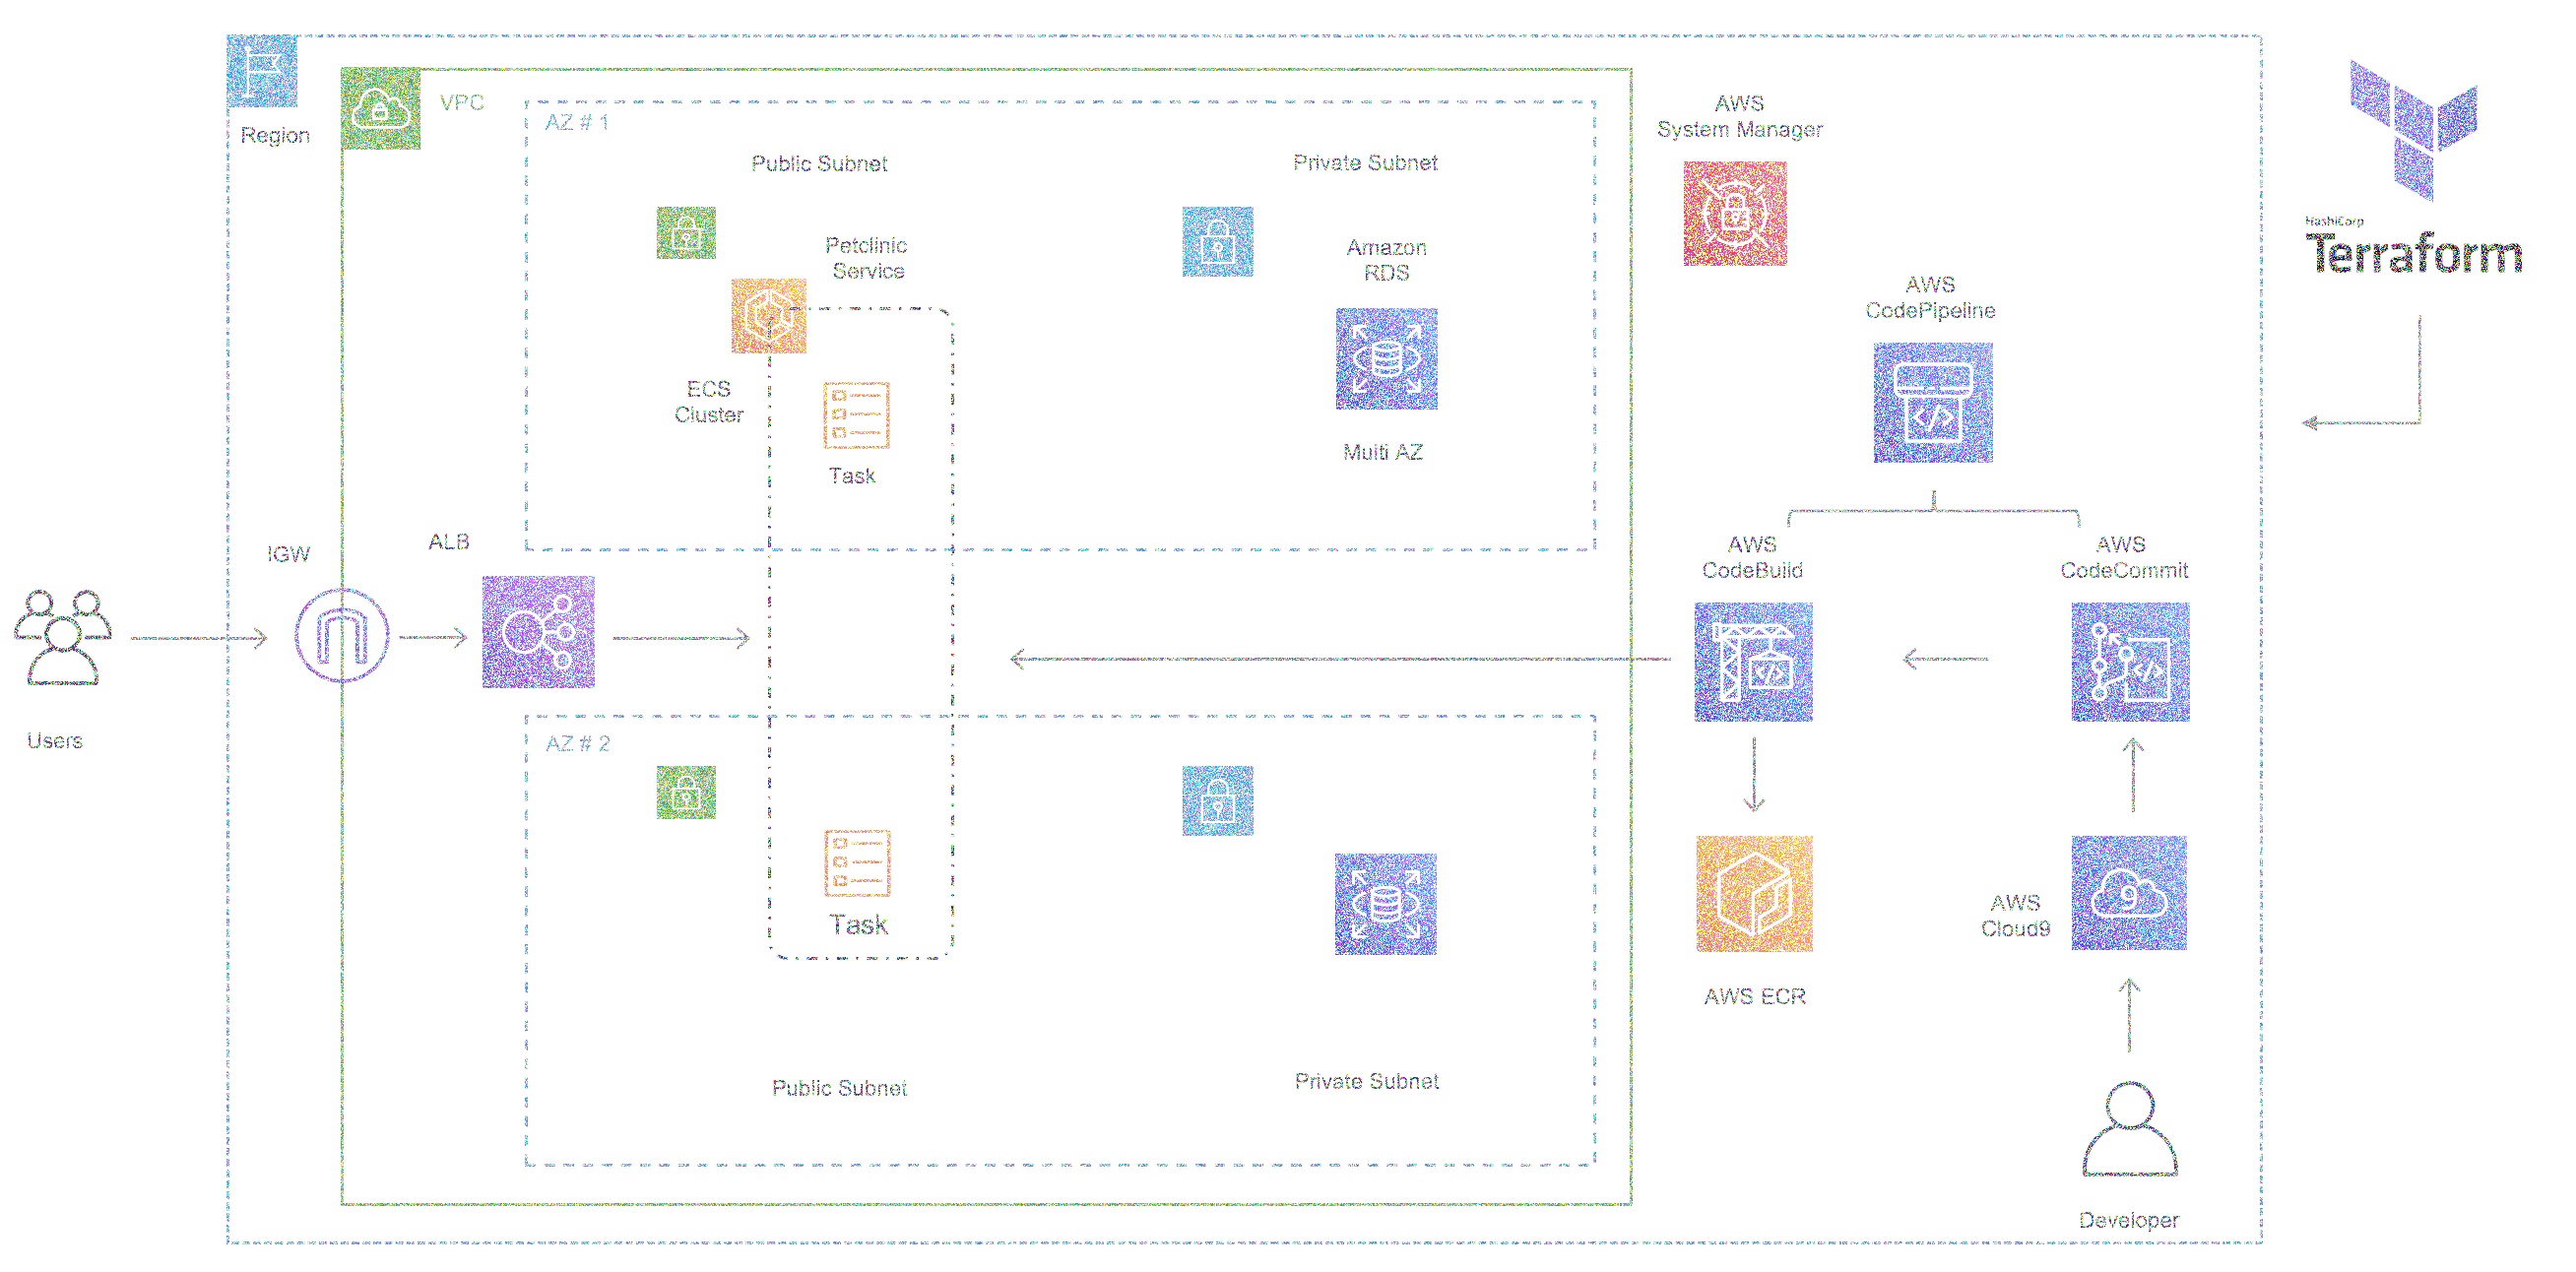 Region
VPC
AZ # 1
Public Subnet
Private Subnet
Petclinic
Service
Amazon
RDS
ECS
Cluster
Task
Multi AZ
IGW
ALB
Users
AZ # 2
Task
Public Subnet
Private Subnet
AWS
System Manager
AWS
CodePipeline
AWS
CodeBuild
AWS
CodeCommit
AWS ECR
AWS
Cloud9
9
Developer
HashiCorp
Terraform